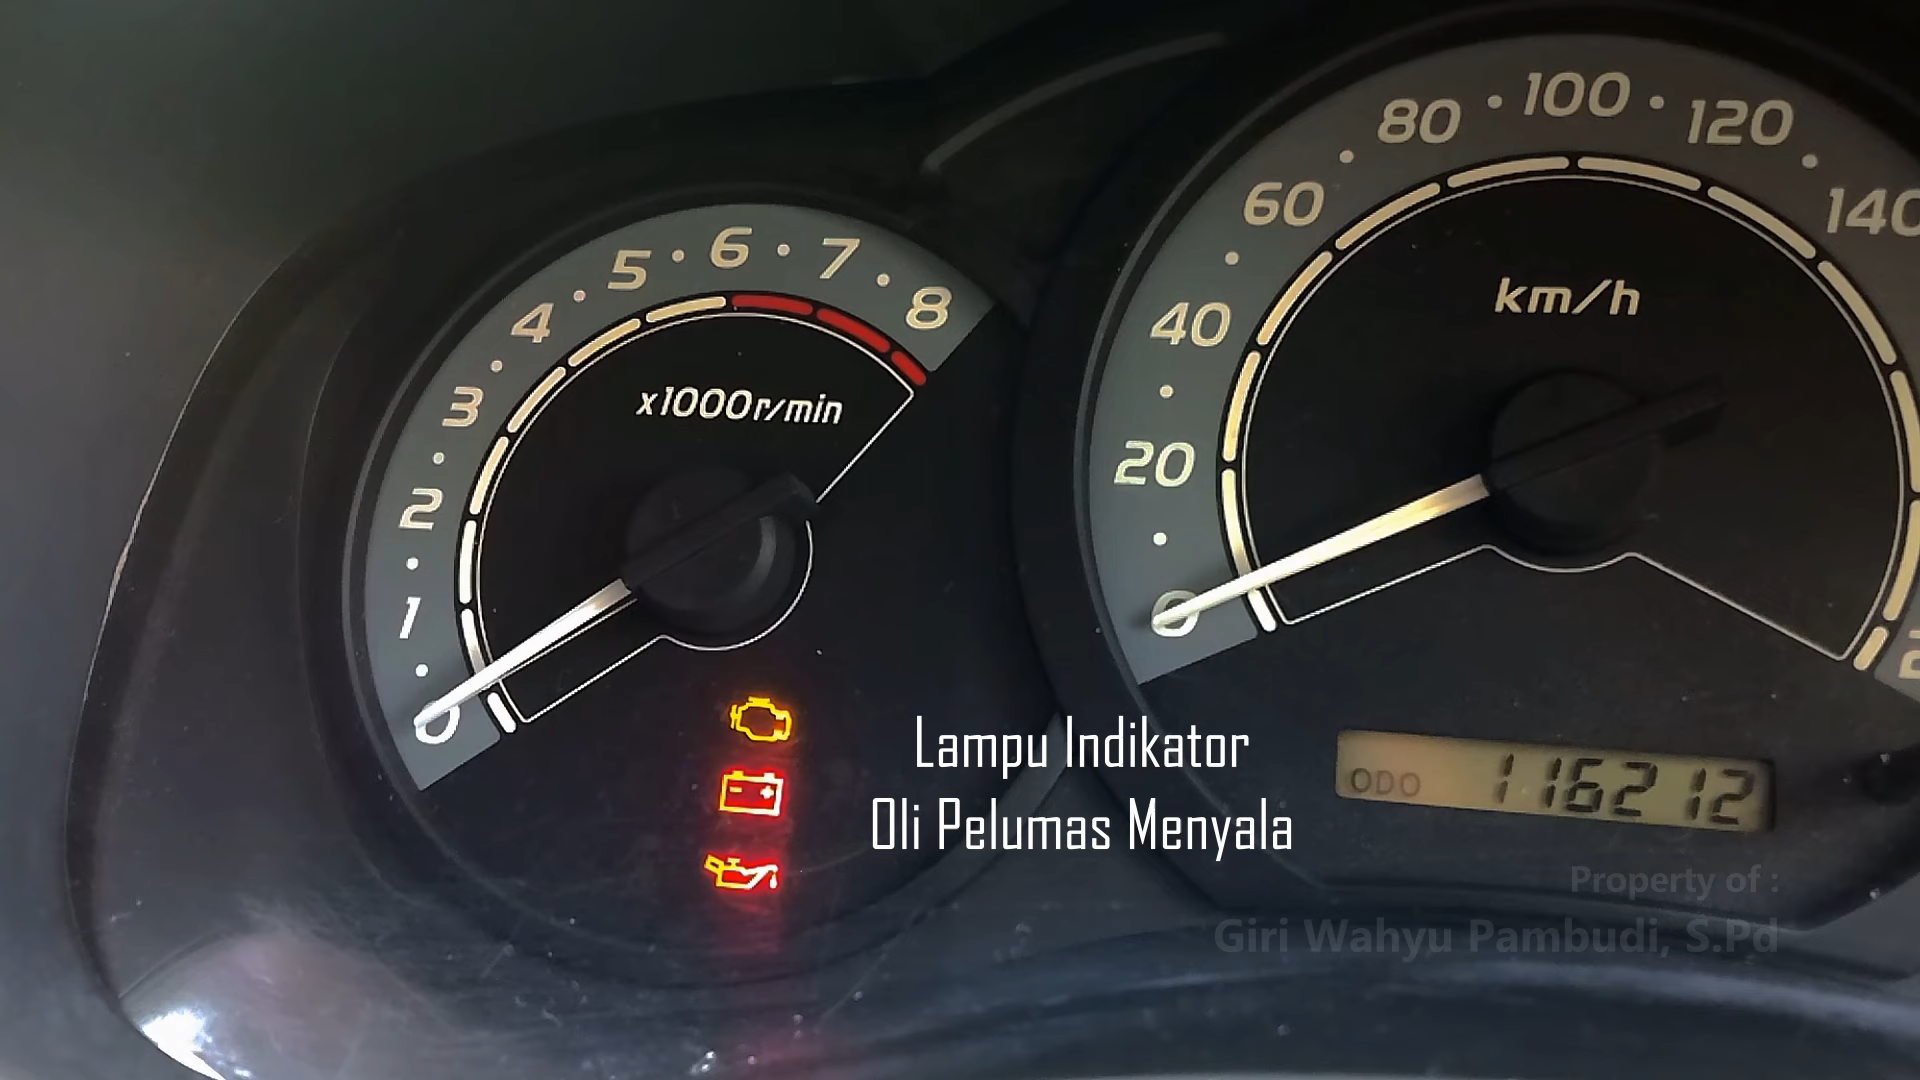 0
1
2
3
4
5
6
7
8
x1000r/min
0
20
40
60
80
100
120
140
km/h
ODO 116212
Lampu Indikator
Oli Pelumas Menyala
Property of :
Giri Wahyu Pambudi, S.Pd